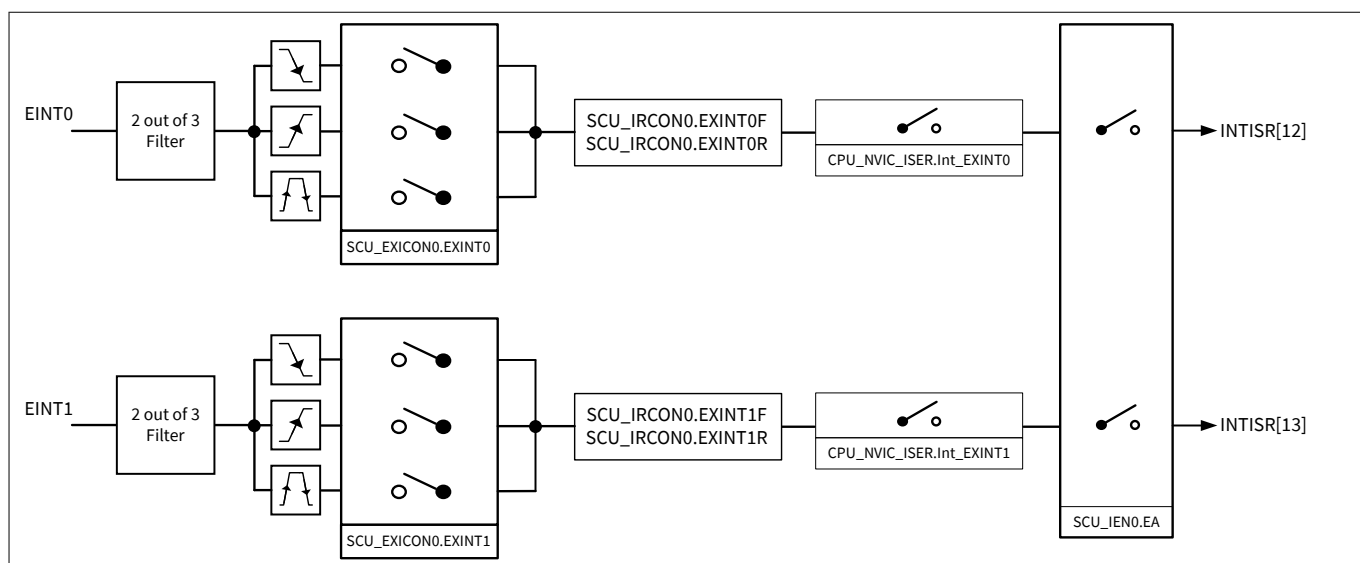 EINT0
2 out of 3
Filter
SCU_EXICON0.EXINT0
SCU_IRCON0.EXINT0F
SCU_IRCON0.EXINT0R
CPU_NVIC_ISER.Int_EXINT0
INTISR[12]
EINT1
2 out of 3
Filter
SCU_EXICON0.EXINT1
SCU_IRCON0.EXINT1F
SCU_IRCON0.EXINT1R
CPU_NVIC_ISER.Int_EXINT1
INTISR[13]
SCU_IEN0.EA